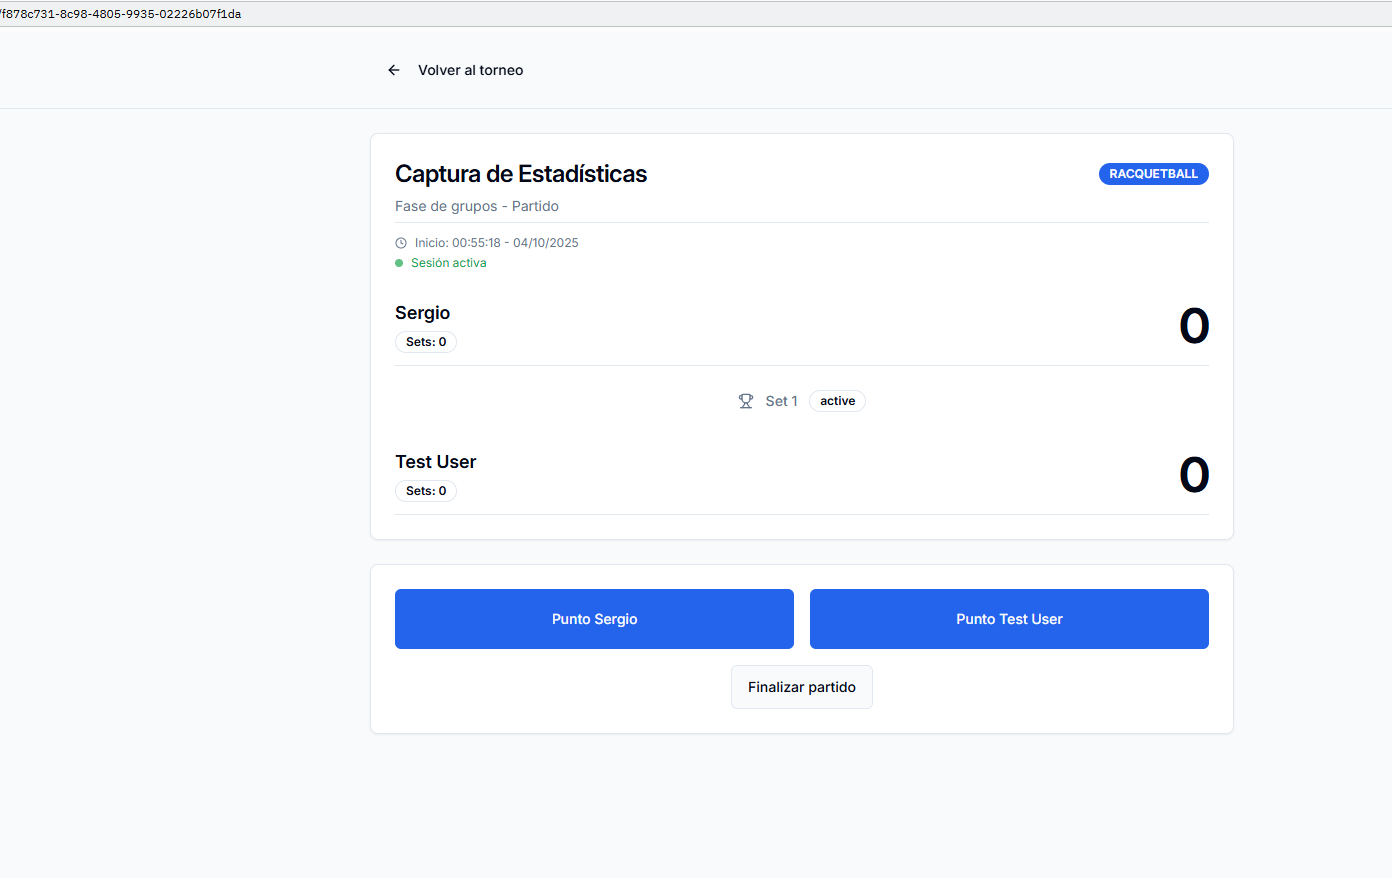 /f878c731-8c98-4805-9935-02226b07f1da
Volver al torneo
Captura de Estadísticas
RACQUETBALL
Fase de grupos - Partido
Inicio: 00:55:18 - 04/10/2025
Sesión activa
Sergio
0
Sets: 0
Set 1 active
Test User
0
Sets: 0
Punto Sergio
Punto Test User
Finalizar partido